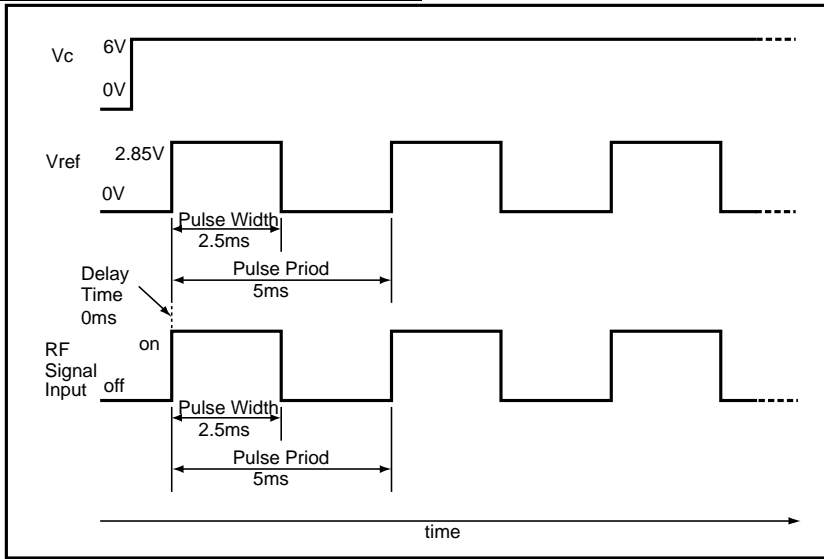 Vc
6V
0V
Vref
2.85V
0V
Pulse Width
2.5ms
Pulse Priod
5ms
Delay
Time
0ms
RF
Signal
Input
on
off
Pulse Width
2.5ms
Pulse Priod
5ms
time